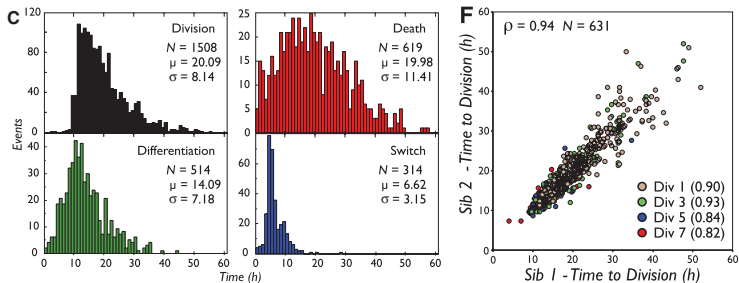 C
120
80
40
0
Events
Division
N = 1508
μ = 20.09
σ = 8.14
25
20
15
10
5
0
Death
N = 619
μ = 19.98
σ = 11.41
40
30
20
10
0
Differentiation
N = 514
μ = 14.09
σ = 7.18
0 10 20 30 40 50 60
60
40
20
0
Switch
N = 314
μ = 6.62
σ = 3.15
0 10 20 30 40 50 60
Time (h)
F
ρ = 0.94 N = 631
60
50
40
30
20
10
0
Sib 2 - Time to Division (h)
Div 1 (0.90)
Div 3 (0.93)
Div 5 (0.84)
Div 7 (0.82)
0 10 20 30 40 50 60
Sib 1 - Time to Division (h)